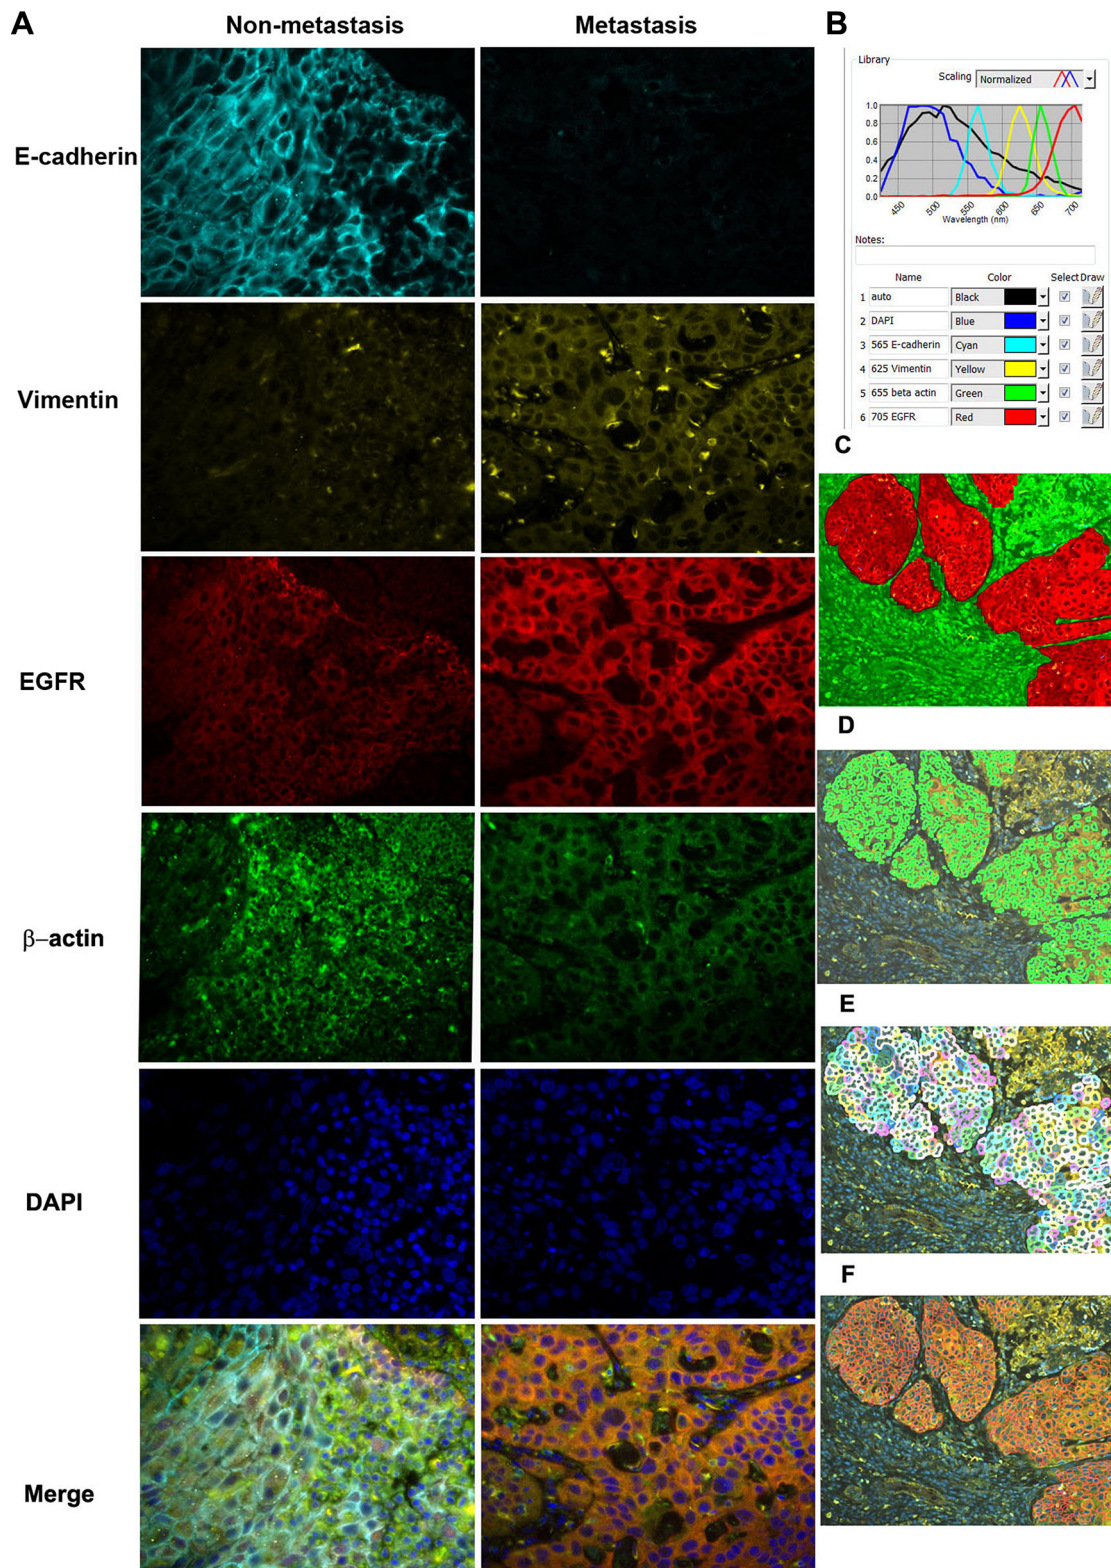 A
Non-metastasis
Metastasis
E-cadherin
Vimentin
EGFR
β–actin
DAPI
Merge
B
Library
Scaling Normalized
1.0
0.8
0.6
0.4
0.2
0.0
450 500 550 600 650 700
Wavelength (nm)
Notes:
Name Color Select Draw
1 auto Black
2 DAPI Blue
3 565 E-cadherin Cyan
4 625 Vimentin Yellow
5 655 beta actin Green
6 705 EGFR Red
C
D
E
F